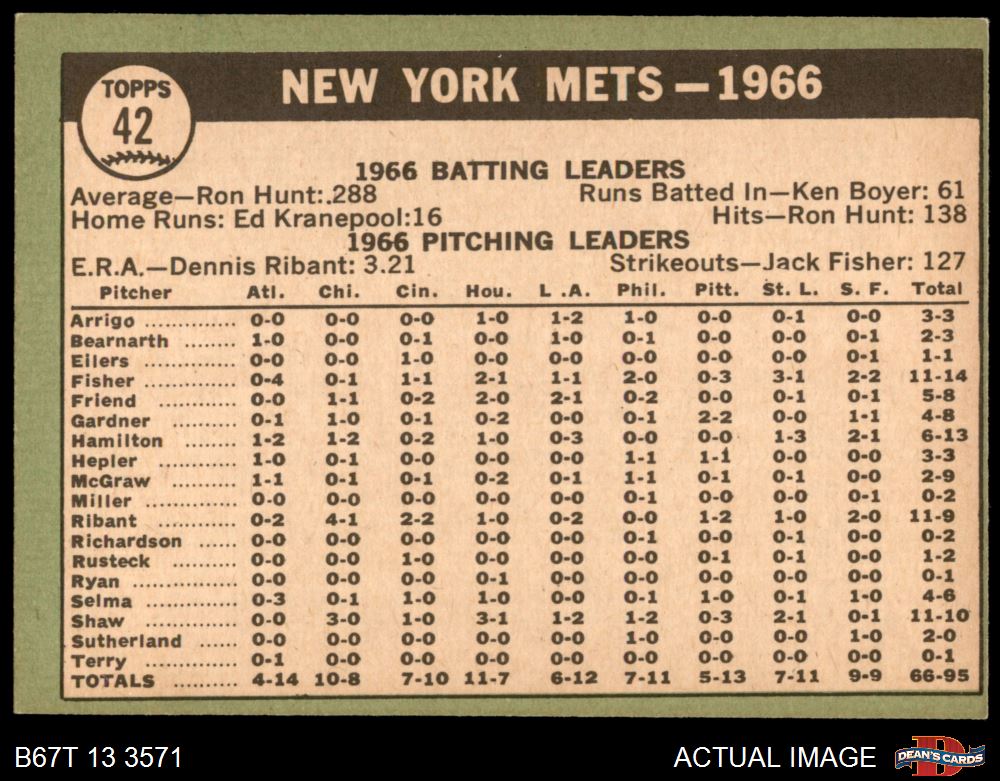 TOPPS
42
NEW YORK METS — 1966
1966 BATTING LEADERS
Average—Ron Hunt:.288 Runs Batted In—Ken Boyer: 61
Home Runs: Ed Kranepool:16 Hits—Ron Hunt: 138
1966 PITCHING LEADERS
E.R.A.—Dennis Ribant: 3.21 Strikeouts—Jack Fisher: 127
Pitcher Atl. Chi. Cin. Hou. L .A. Phil. Pitt. St. L. S. F. Total
Arrigo .............. 0-0 0-0 0-0 1-0 1-2 1-0 0-0 0-1 0-0 3-3
Bearnarth ........ 1-0 0-0 0-1 0-0 1-0 0-1 0-0 0-0 0-1 2-3
Eilers .............. 0-0 0-0 1-0 0-0 0-0 0-0 0-0 0-0 0-1 1-1
Fisher .............. 0-4 0-1 1-1 2-1 1-1 2-0 0-3 3-1 2-2 11-14
Friend ............ 0-0 1-1 0-2 2-0 2-1 0-2 0-0 0-1 0-1 5-8
Gardner .......... 0-1 1-0 0-1 0-2 0-0 0-1 2-2 0-0 1-1 4-8
Hamilton ........ 1-2 1-2 0-2 1-0 0-3 0-0 0-0 1-3 2-1 6-13
Hepler ............ 1-0 0-1 0-0 0-0 0-0 1-1 1-1 0-0 0-0 3-3
McGraw .......... 1-1 0-1 0-1 0-2 0-1 1-1 0-1 0-1 0-0 2-9
Miller .............. 0-0 0-0 0-0 0-0 0-0 0-1 0-0 0-0 0-1 0-2
Ribant ............ 0-2 4-1 2-2 1-0 0-2 0-0 1-2 1-0 2-0 11-9
Richardson ...... 0-0 0-0 0-0 0-0 0-0 0-1 0-0 0-1 0-0 0-2
Rusteck .......... 0-0 0-0 1-0 0-0 0-0 0-0 0-1 0-1 0-0 1-2
Ryan ................ 0-0 0-0 0-0 0-1 0-0 0-0 0-0 0-0 0-0 0-1
Selma .............. 0-3 0-1 1-0 1-0 0-0 0-1 1-0 0-1 1-0 4-6
Shaw .............. 0-0 3-0 1-0 3-1 1-2 1-2 0-3 2-1 0-1 11-10
Sutherland ...... 0-0 0-0 0-0 0-0 0-0 1-0 0-0 0-0 1-0 2-0
Terry .............. 0-1 0-0 0-0 0-0 0-0 0-0 0-0 0-0 0-0 0-1
TOTALS .......... 4-14 10-8 7-10 11-7 6-12 7-11 5-13 7-11 9-9 66-95
B67T 13 3571 ACTUAL IMAGE D DEAN'S CARDS